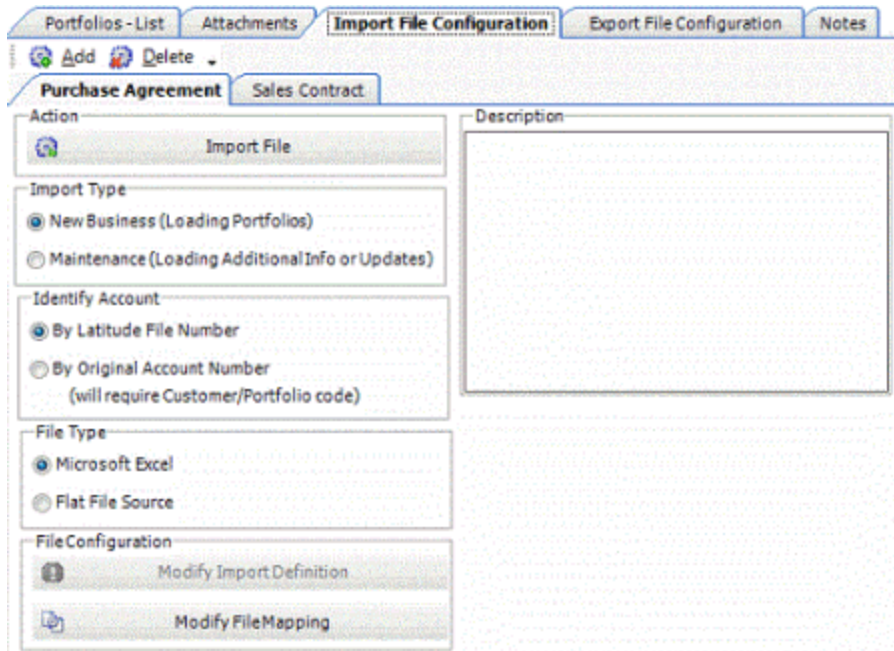 Portfolios - List Attachments Import File Configuration Export File Configuration Notes
Add Delete
Purchase Agreement Sales Contract
Action
Import File
Import Type
New Business (Loading Portfolios)
Maintenance (Loading Additional Info or Updates)
Identify Account
By Latitude File Number
By Original Account Number
(will require Customer/Portfolio code)
File Type
Microsoft Excel
Flat File Source
File Configuration
Modify Import Definition
Modify File Mapping
Description